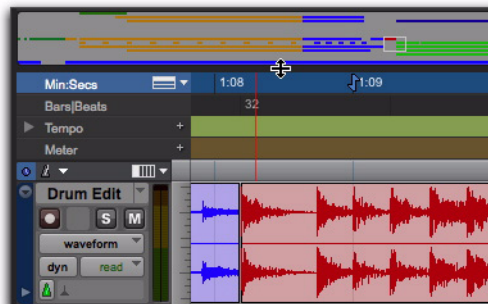 Min:Secs 1:08 1:09
Bars|Beats 32
Tempo +
Meter +
Drum Edit
S M
waveform
dyn read